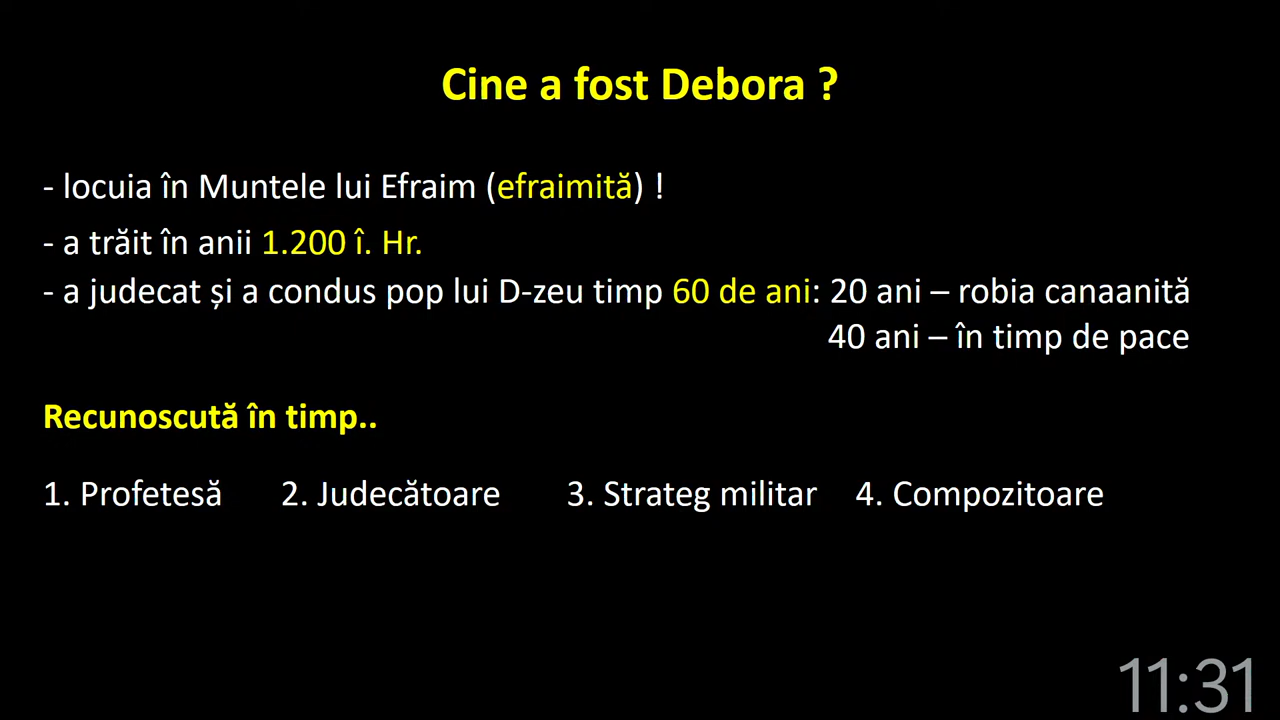 Cine a fost Debora ?
- locuia în Muntele lui Efraim (efraimită) !
- a trăit în anii 1.200 î. Hr.
- a judecat și a condus pop lui D-zeu timp 60 de ani: 20 ani – robia canaanită
40 ani – în timp de pace
Recunoscută în timp..
1. Profetesă 2. Judecătoare 3. Strateg militar 4. Compozitoare
11:31